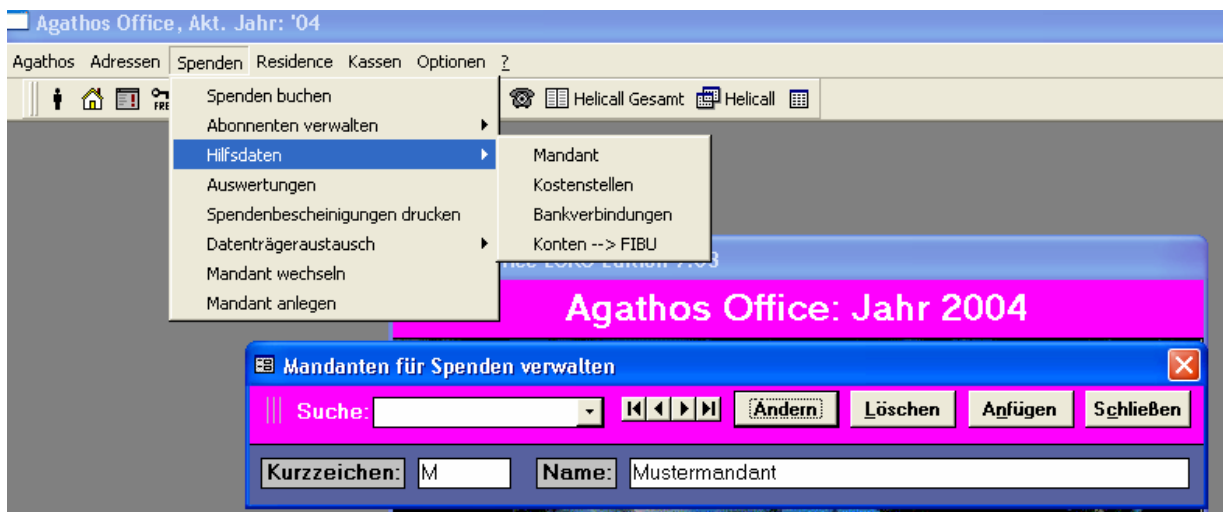 Agathos Office, Akt. Jahr: '04
Agathos Adressen Spenden Residence Kassen Optionen ?
FRE
Helicall Gesamt Helicall
Spenden buchen
Abonnenten verwalten
Hilfsdaten
Auswertungen
Spendenbescheinigungen drucken
Datenträgeraustausch
Mandant wechseln
Mandant anlegen
Mandant
Kostenstellen
Bankverbindungen
Konten --> FIBU
Agathos Office: Jahr 2004
Mandanten für Spenden verwalten
Suche: Ändern Löschen Anfügen Schließen
Kurzzeichen: M Name: Mustermandant